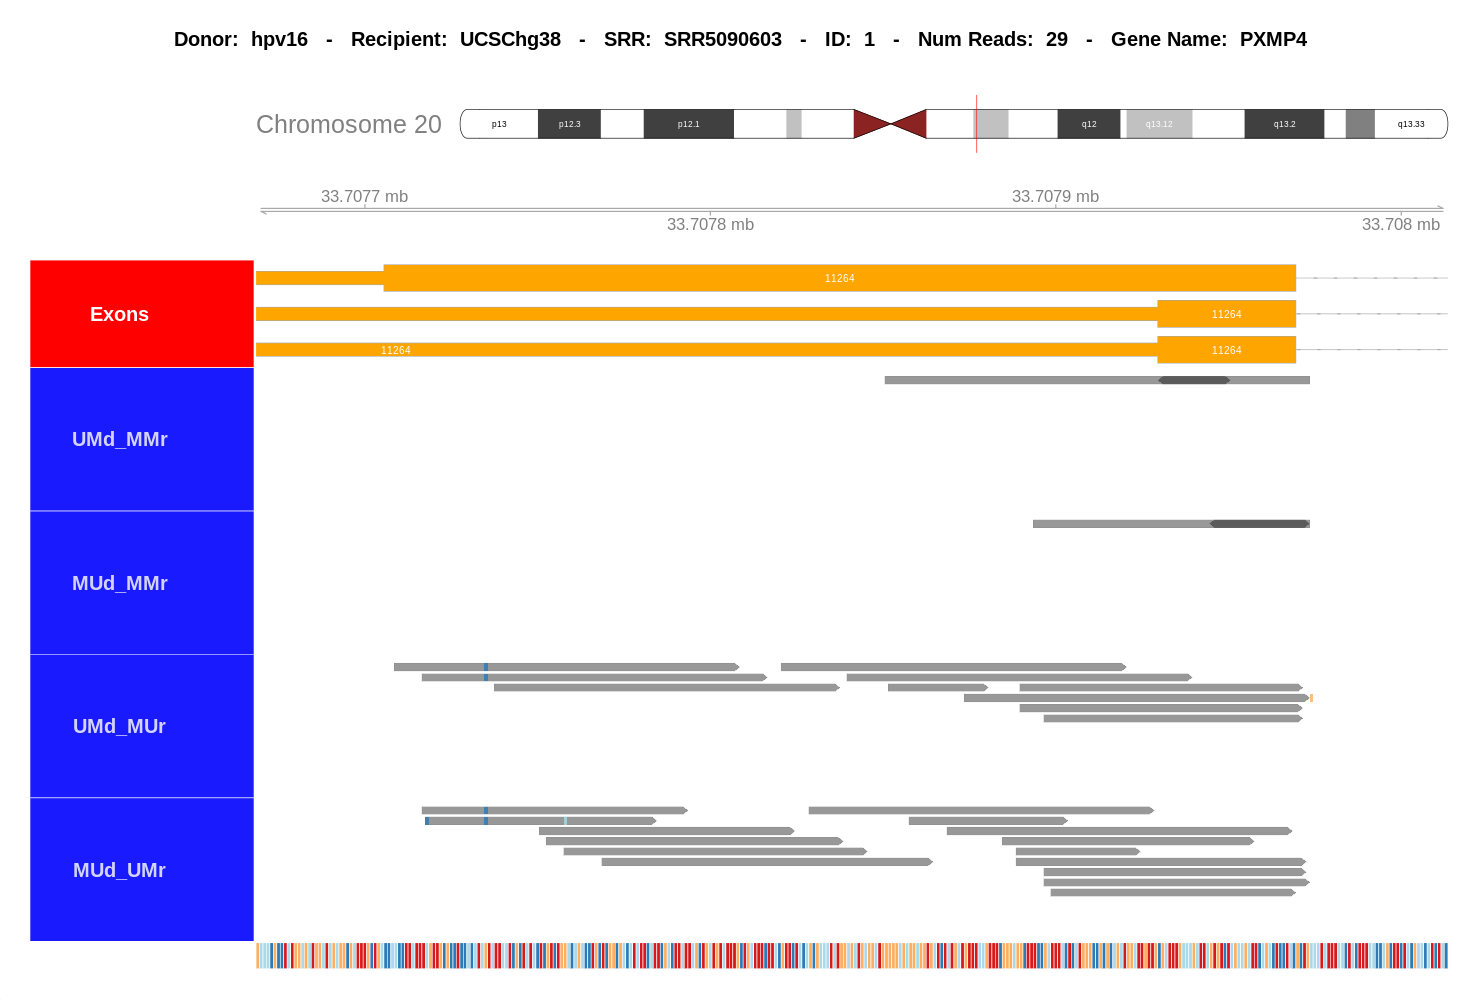 Donor: hpv16 - Recipient: UCSChg38 - SRR: SRR5090603 - ID: 1 - Num Reads: 29 - Gene Name: PXMP4
Chromosome 20 p13 p12.3 p12.1 q12 q13.12 q13.2 q13.33
33.7077 mb 33.7079 mb
33.7078 mb 33.708 mb
11264
Exons 11264
11264 11264
UMd_MMr
MUd_MMr
UMd_MUr
MUd_UMr